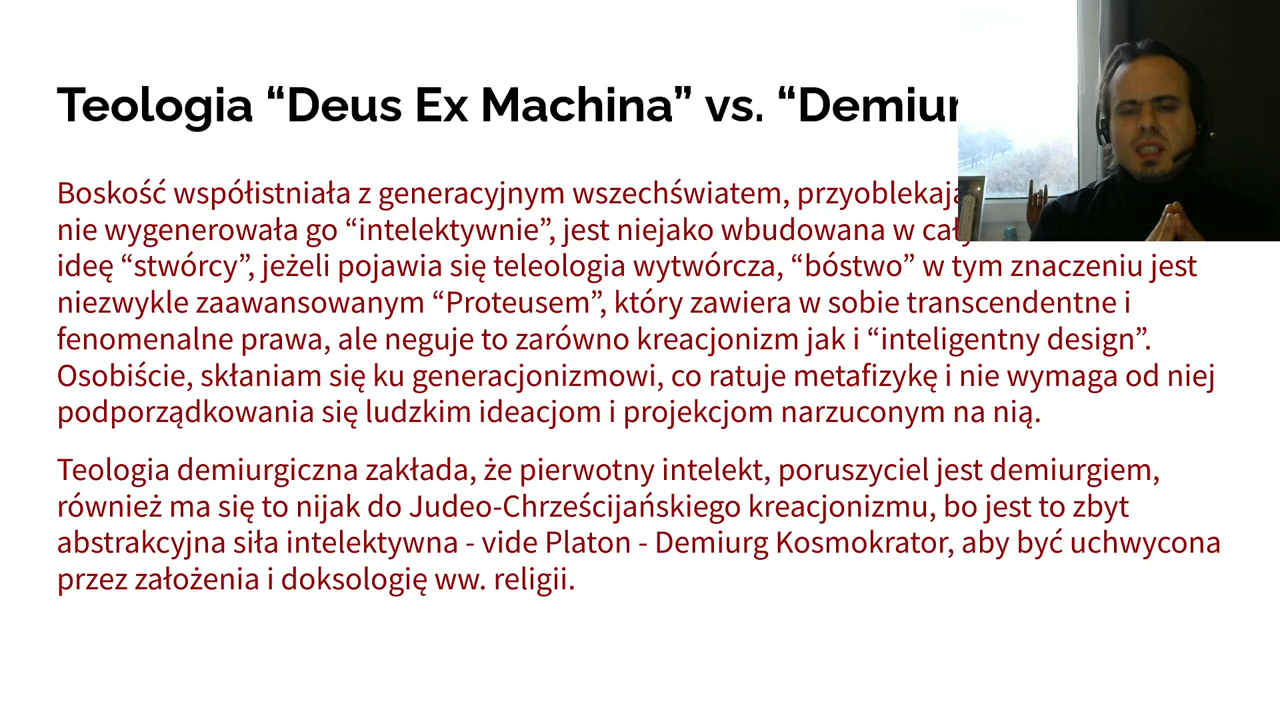 Teologia “Deus Ex Machina” vs. “Demiur
Boskość współistniała z generacyjnym wszechświatem, przyoblekają
nie wygenerowała go “intelektywnie”, jest niejako wbudowana w cały
ideę “stwórcy”, jeżeli pojawia się teleologia wytwórcza, “bóstwo” w tym znaczeniu jest
niezwykle zaawansowanym “Proteusem”, który zawiera w sobie transcendentne i
fenomenalne prawa, ale neguje to zarówno kreacjonizm jak i “inteligentny design”.
Osobiście, skłaniam się ku generacjonizmowi, co ratuje metafizykę i nie wymaga od niej
podporządkowania się ludzkim ideacjom i projekcjom narzuconym na nią.
Teologia demiurgiczna zakłada, że pierwotny intelekt, poruszyciel jest demiurgiem,
również ma się to nijak do Judeo-Chrześcijańskiego kreacjonizmu, bo jest to zbyt
abstrakcyjna siła intelektywna - vide Platon - Demiurg Kosmokrator, aby być uchwycona
przez założenia i doksologię ww. religii.